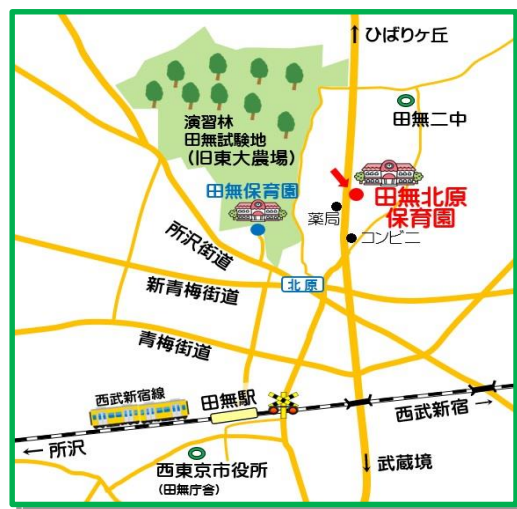 ↑ひばりヶ丘
田無二中
演習林
田無試験地
(旧東大農場)
田無保育園
田無北原
保育園
薬局
コンビニ
所沢街道
北原
新青梅街道
青梅街道
西武新宿線
田無駅
西武新宿→
←所沢
西東京市役所
(田無庁舎)
↓武蔵境